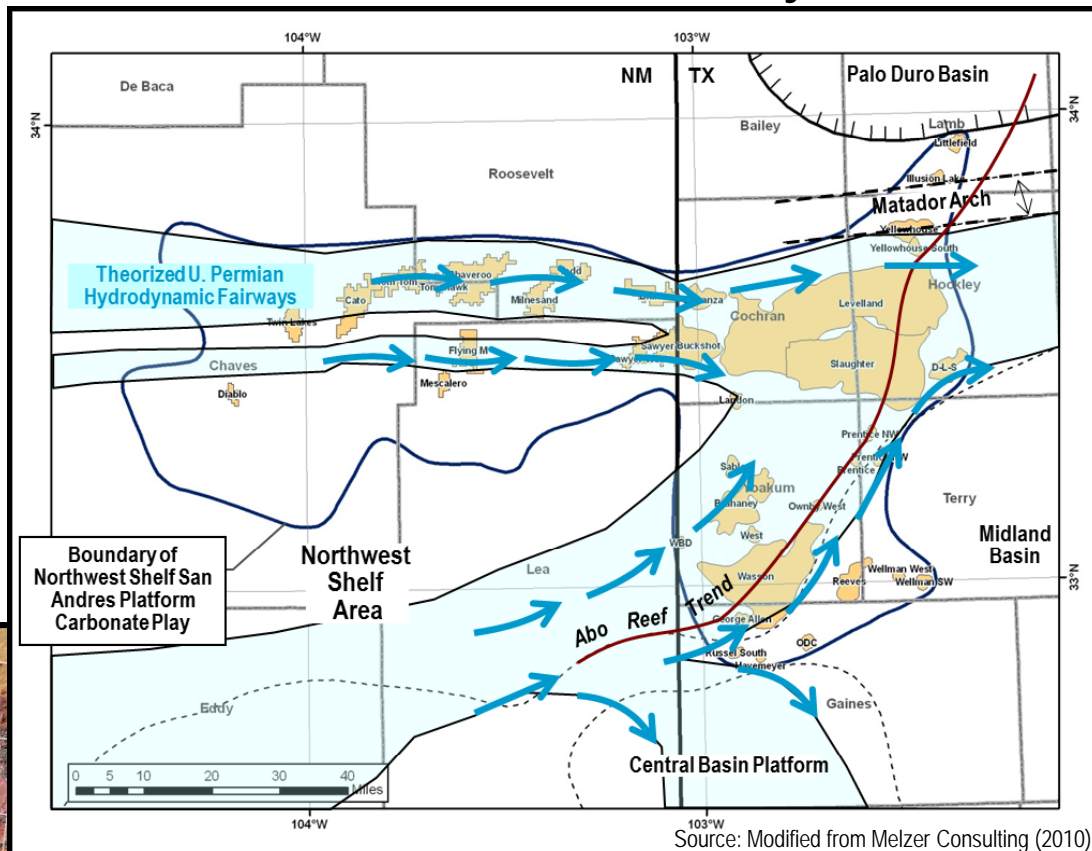 104°W
103°W
NM
TX
Palo Duro Basin
De Baca
34°N
34°N
Bailey
Lamb
Littlefield
Roosevelt
Illusion Lake
Matador Arch
Yellowhouse
Yellowhouse South
Theorized U. Permian
Hydrodynamic Fairways
Chaveroo
Tom Tom
Tomahawk
Cato
Milnesand
Hockley
Levelland
Cochran
Twin Lakes
Flying M
Sawyer
Buckshot
Chaves
Slaughter
D-L-S
Mescalero
Diablo
Landon
Prentice NW
Prentice
Yoakum
Terry
Brahaney
Ownby West
West
WBD
Midland
Basin
Boundary of
Northwest Shelf San
Andres Platform
Carbonate Play
Northwest
Shelf
Area
Lea
Wasson
33°N
Reeves
Wellman West
Wellman SW
Abo Reef Trend
George Allen
ODC
Russel South
Havemeyer
Eddy
Gaines
Central Basin Platform
0 5 10 20 30 40
Miles
104°W
103°W
Source: Modified from Melzer Consulting (2010)